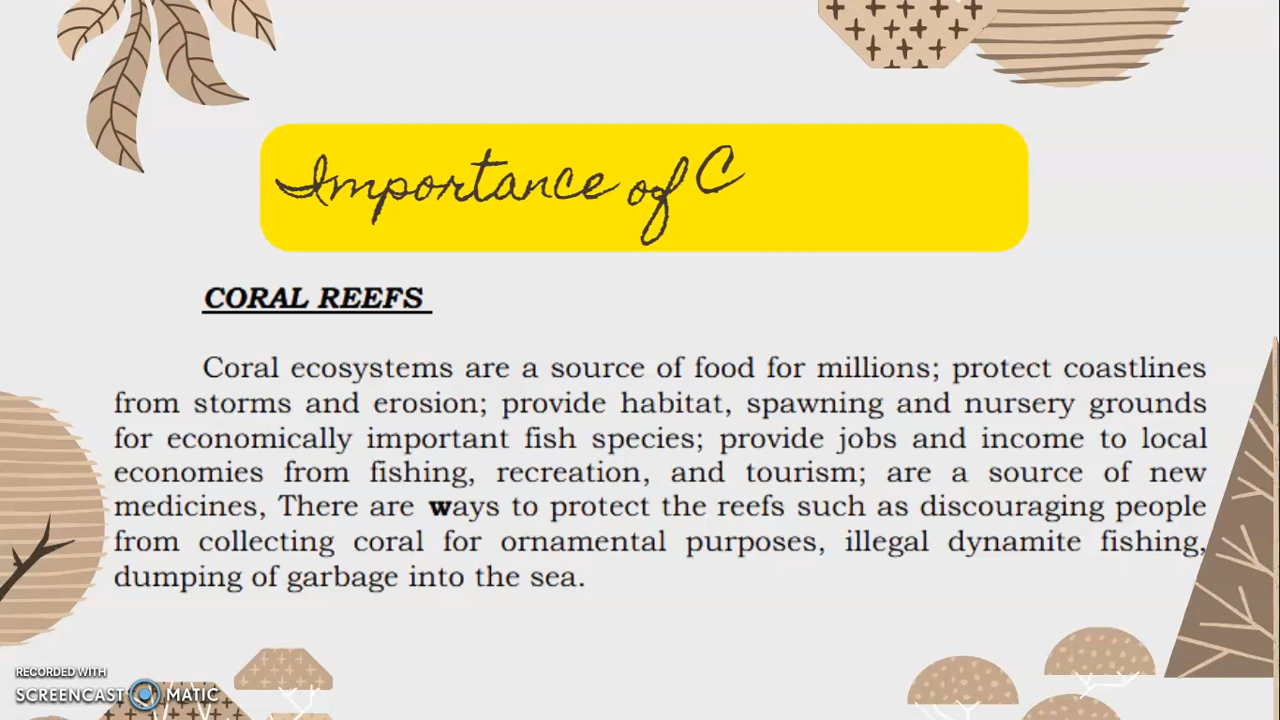 Importance of C
CORAL REEFS
Coral ecosystems are a source of food for millions; protect coastlines
from storms and erosion; provide habitat, spawning and nursery grounds
for economically important fish species; provide jobs and income to local
economies from fishing, recreation, and tourism; are a source of new
medicines, There are ways to protect the reefs such as discouraging people
from collecting coral for ornamental purposes, illegal dynamite fishing,
dumping of garbage into the sea.
RECORDED WITH
SCREENCAST MATIC